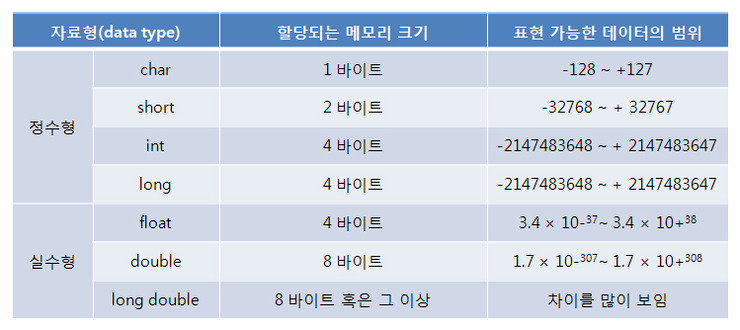 자료형(data type) 할당되는 메모리 크기 표현 가능한 데이터의 범위
정수형 char 1 바이트 -128 ~ +127
short 2 바이트 -32768 ~ + 32767
int 4 바이트 -2147483648 ~ + 2147483647
long 4 바이트 -2147483648 ~ + 2147483647
실수형 float 4 바이트 3.4 × 10-³⁷~ 3.4 × 10+³⁸
double 8 바이트 1.7 × 10-³⁰⁷~ 1.7 × 10+³⁰⁸
long double 8 바이트 혹은 그 이상 차이를 많이 보임